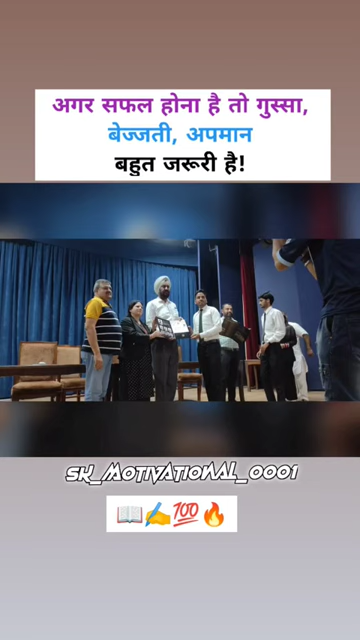 अगर सफल होना है तो गुस्सा,
बेज्जती, अपमान
बहुत जरूरी है!
SK_MOTIVATIONAL_0001
📖✍️💯🔥